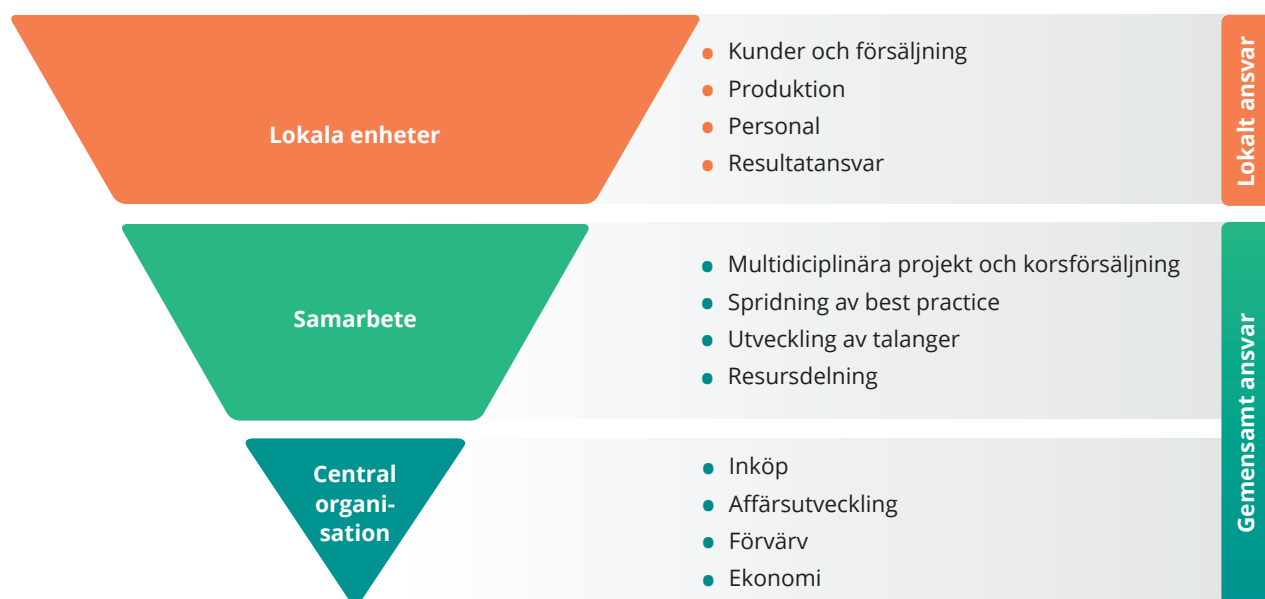 Lokala enheter
Kunder och försäljning
Produktion
Personal
Resultatansvar
Lokalt ansvar
Samarbete
Multidiciplinära projekt och korsförsäljning
Spridning av best practice
Utveckling av talanger
Resursdelning
Gemensamt ansvar
Central
organi-
sation
Inköp
Affärsutveckling
Förvärv
Ekonomi